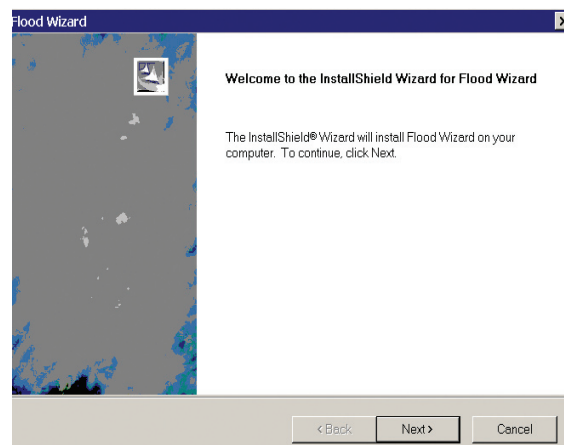 Flood Wizard
Welcome to the InstallShield Wizard for Flood Wizard
The InstallShield® Wizard will install Flood Wizard on your
computer. To continue, click Next.
< Back
Next >
Cancel